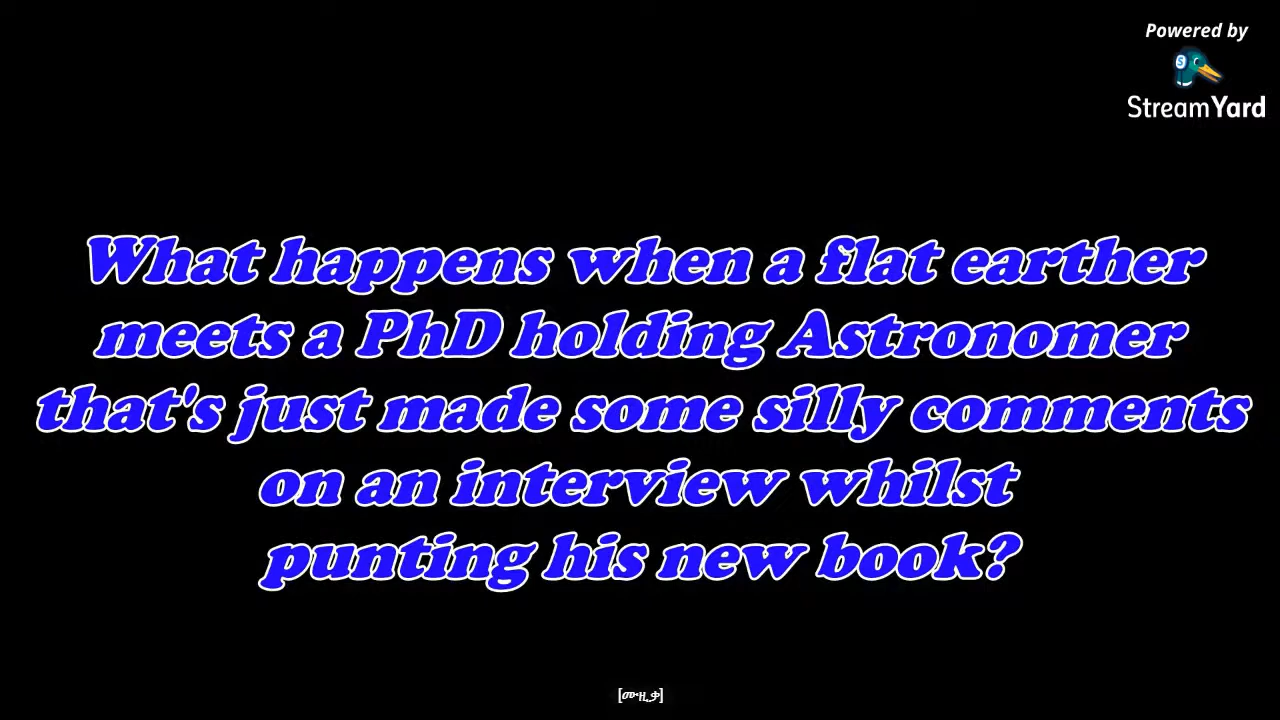 Powered by
StreamYard
What happens when a flat earther
meets a PhD holding Astronomer
that's just made some silly comments
on an interview whilst
punting his new book?
[ሙዚቃ]